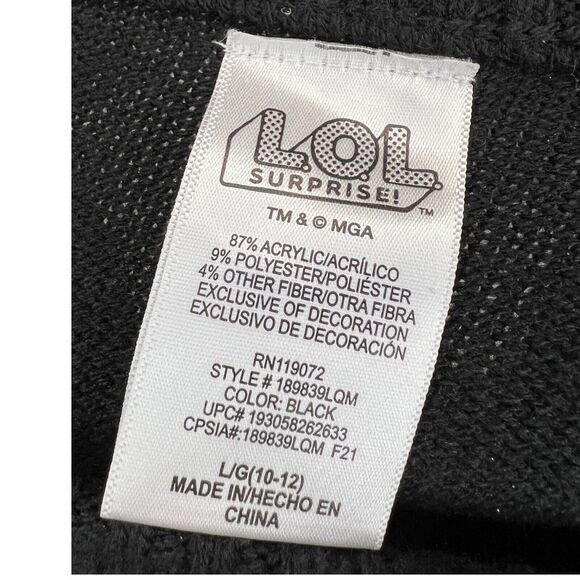 L.O.L.
SURPRISE!™
TM & © MGA
87% ACRYLIC/ACRÍLICO
9% POLYESTER/POLIÉSTER
4% OTHER FIBER/OTRA FIBRA
EXCLUSIVE OF DECORATION
EXCLUSIVO DE DECORACIÓN
RN119072
STYLE # 189839LQM
COLOR: BLACK
UPC# 193058262633
CPSIA#:189839LQM F21
L/G(10-12)
MADE IN/HECHO EN
CHINA